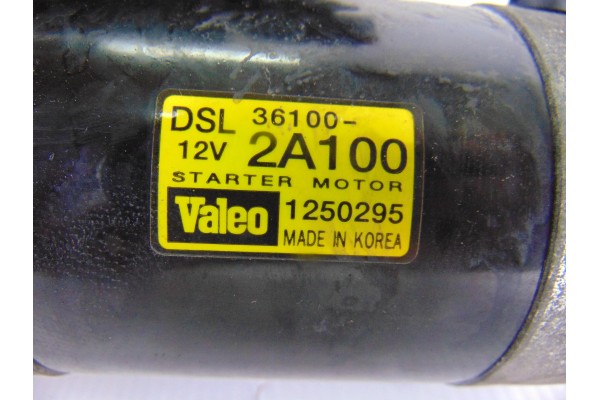 DSL 36100-
12V 2A100
STARTER MOTOR
Valeo 1250295
MADE IN KOREA